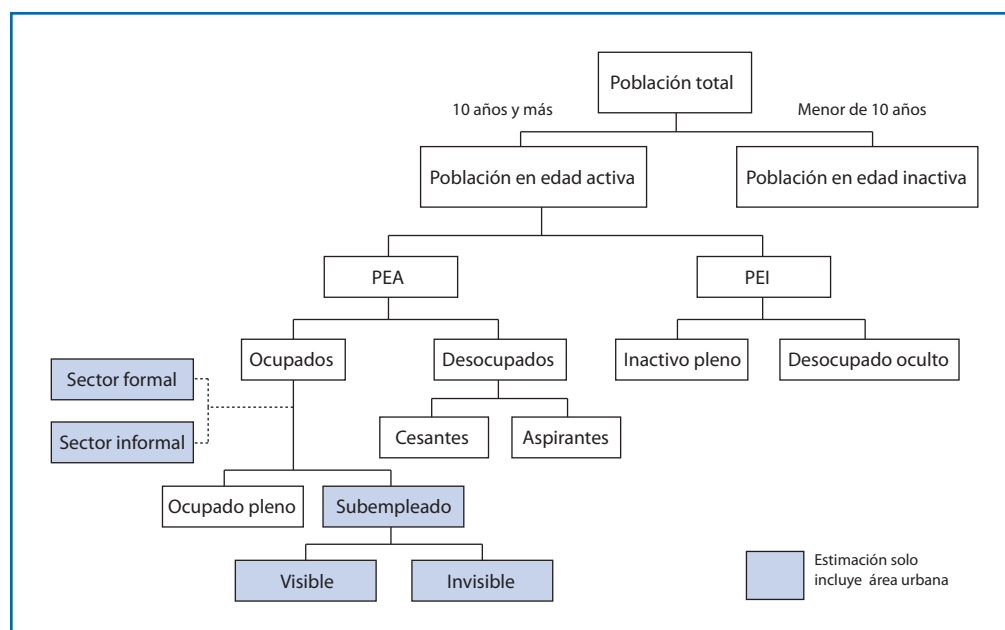 Población total
10 años y más
Menor de 10 años
Población en edad activa
Población en edad inactiva
PEA
PEI
Ocupados
Desocupados
Inactivo pleno
Desocupado oculto
Sector formal
Sector informal
Cesantes
Aspirantes
Ocupado pleno
Subempleado
Visible
Invisible
Estimación solo
incluye área urbana